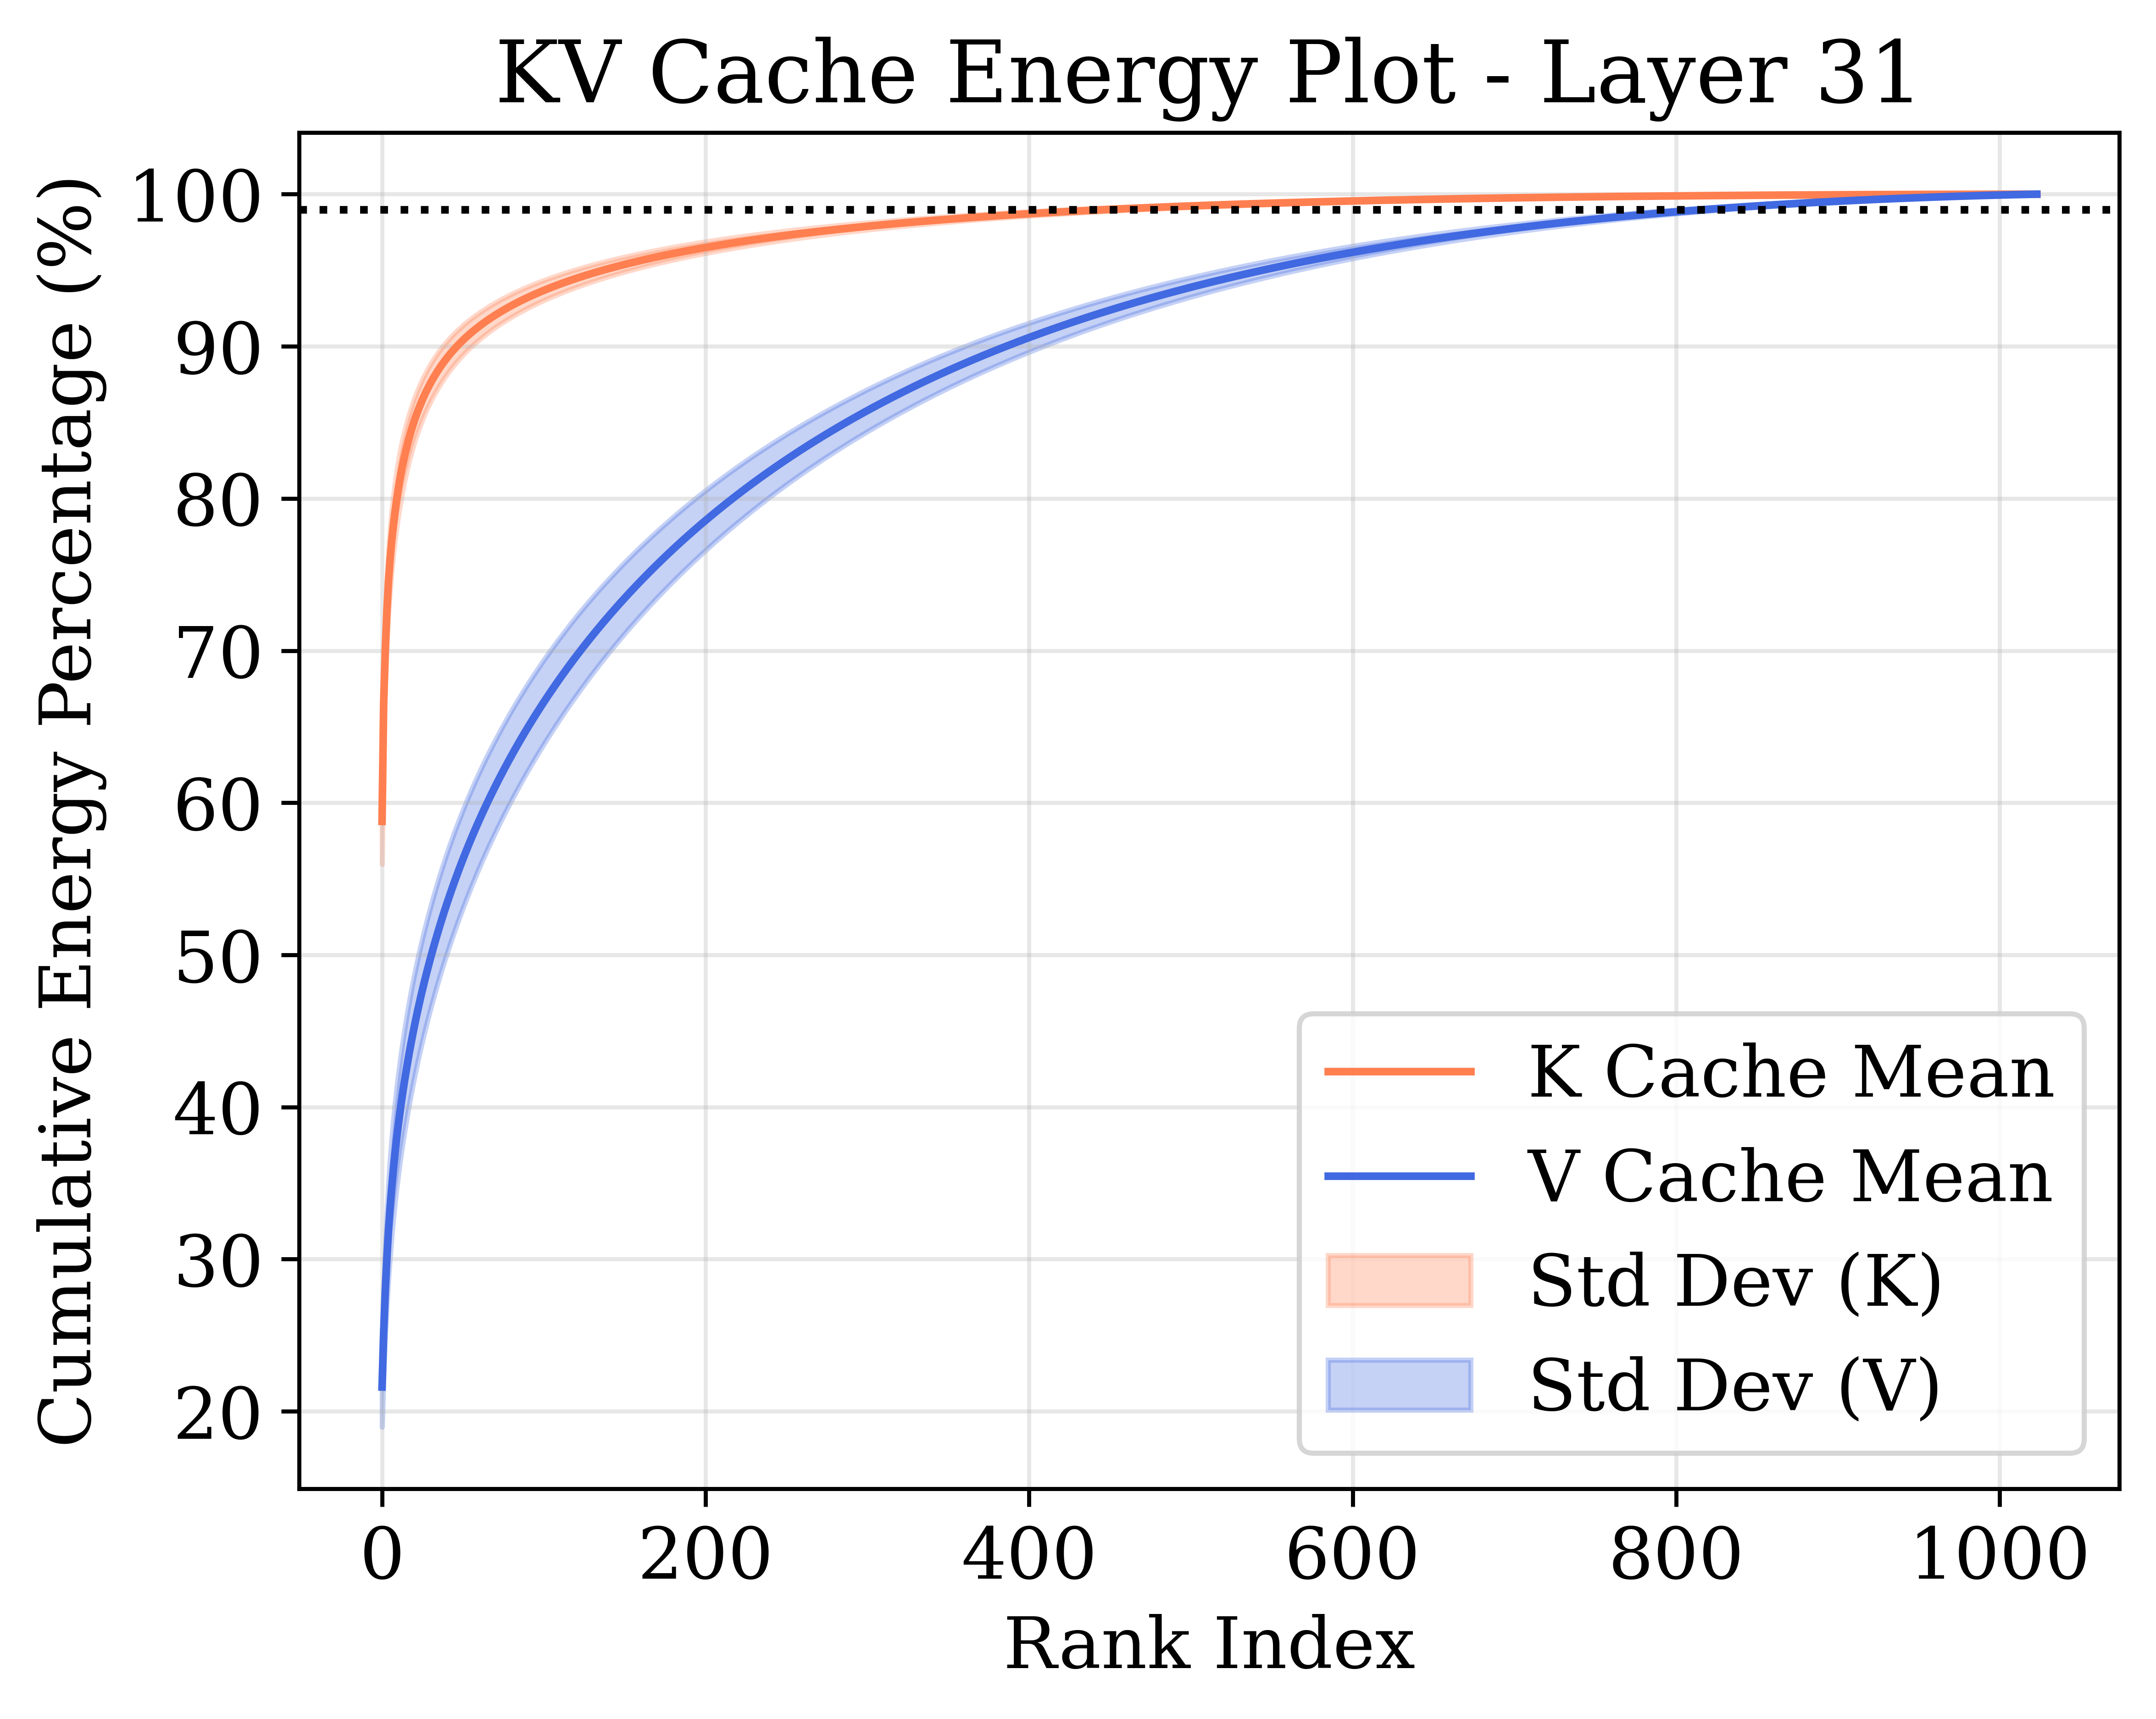 KV Cache Energy Plot - Layer 31
Cumulative Energy Percentage (%)
100
90
80
70
60
50
40
30
20
K Cache Mean
V Cache Mean
Std Dev (K)
Std Dev (V)
0 200 400 600 800 1000
Rank Index